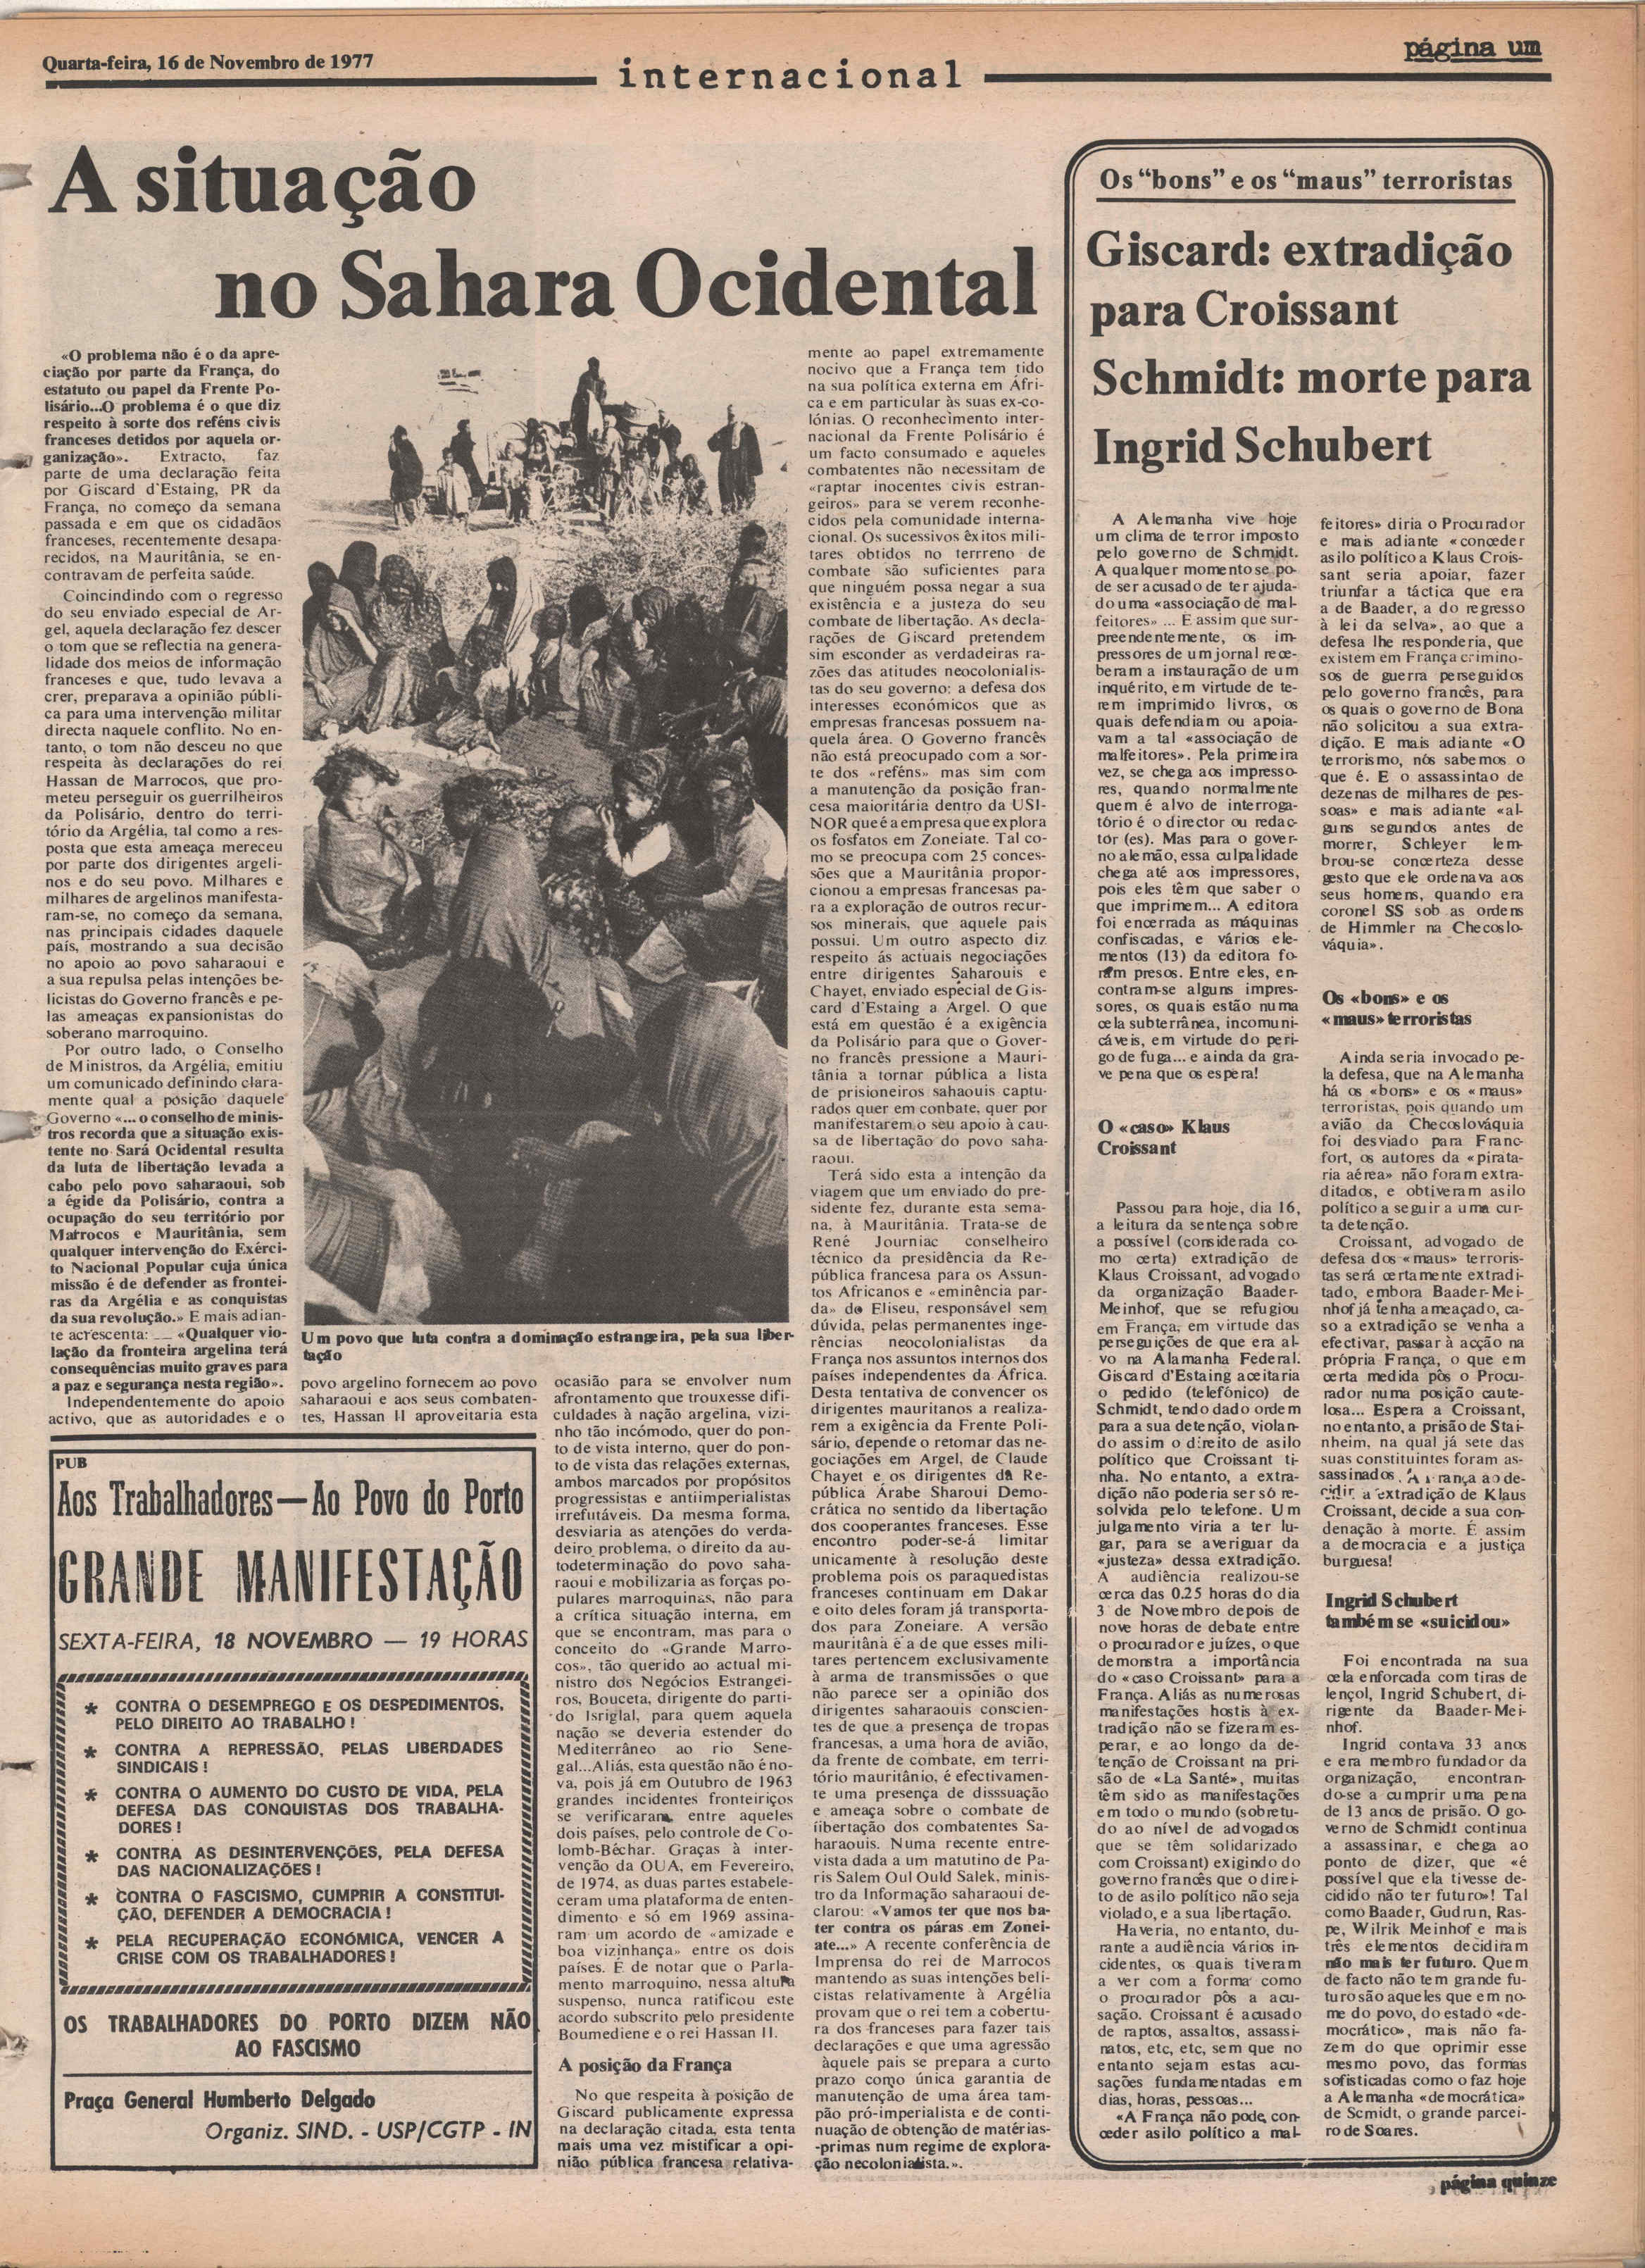 Quarta-feira, 16 de Novembro de 1977
internacional
página um
A situação
no Sahara Ocidental
«O problema não é o da apre-
ciação por parte da França, do
estatuto ou papel da Frente Po-
lisário...O problema é o que diz
respeito à sorte dos reféns civis
franceses detidos por aquela or-
ganização». Extracto, faz
parte de uma declaração feita
por Giscard d'Estaing, PR da
França, no começo da semana
passada e em que os cidadãos
franceses, recentemente desapa-
recidos, na Mauritânia, se en-
contravam de perfeita saúde.
Coincindindo com o regresso
do seu enviado especial de Ar-
gel, aquela declaração fez descer
o tom que se reflectia na genera-
lidade dos meios de informação
franceses e que, tudo levava a
crer, preparava a opinião públi-
ca para uma intervenção militar
directa naquele conflito. No en-
tanto, o tom não desceu no que
respeita às declarações do rei
Hassan de Marrocos, que pro-
meteu perseguir os guerrilheiros
da Polisário, dentro do terri-
tório da Argélia, tal como a res-
posta que esta ameaça mereceu
por parte dos dirigentes argeli-
nos e do seu povo. Milhares e
milhares de argelinos manifesta-
ram-se, no começo da semana,
nas principais cidades daquele
país, mostrando a sua decisão
no apoio ao povo saharaoui e
a sua repulsa pelas intenções be-
licistas do Governo francês e pe-
las ameaças expansionistas do
soberano marroquino.
Por outro lado, o Conselho
de Ministros, da Argélia, emitiu
um comunicado definindo clara-
mente qual a posição daquele
Governo «... o conselho de minis-
tros recorda que a situação exis-
tente no Sará Ocidental resulta
da luta de libertação levada a
cabo pelo povo saharaoui, sob
a égide da Polisário, contra a
ocupação do seu território por
Marrocos e Mauritânia, sem
qualquer intervenção do Exérci-
to Nacional Popular cuja única
missão é de defender as frontei-
ras da Argélia e as conquistas
da sua revolução.» E mais adian-
te acrescenta: __ «Qualquer vio-
lação da fronteira argelina terá
consequências muito graves para
a paz e segurança nesta região».
Independentemente do apoio
activo, que as autoridades e o
Um povo que luta contra a dominação estrangeira, pela sua liber-
tação
povo argelino fornecem ao povo
saharaoui e aos seus combaten-
tes, Hassan II aproveitaria esta
ocasião para se envolver num
afrontamento que trouxesse difi-
culdades à nação argelina, vizi-
nho tão incómodo, quer do pon-
to de vista interno, quer do pon-
to de vista das relações externas,
ambos marcados por propósitos
progressistas e antiimperialistas
irrefutáveis. Da mesma forma,
desviaria as atenções do verda-
deiro problema, o direito da au-
todeterminação do povo saha-
raoui e mobilizaria as forças po-
pulares marroquinas, não para
a crítica situação interna, em
que se encontram, mas para o
conceito do «Grande Marro-
cos», tão querido ao actual mi-
nistro dos Negócios Estrangei-
ros, Bouceta, dirigente do parti-
do Isriglal, para quem aquela
nação se deveria estender do
Mediterrâneo ao rio Sene-
gal...Aliás, esta questão não é no-
va, pois já em Outubro de 1963
grandes incidentes fronteiriços
se verificaram entre aqueles
dois países, pelo controle de Co-
lomb-Bèchar. Graças à inter-
venção da OUA, em Fevereiro,
de 1974, as duas partes estabele-
ceram uma plataforma de enten-
dimento e só em 1969 assina-
ram um acordo de «amizade e
boa vizinhança» entre os dois
países. É de notar que o Parla-
mento marroquino, nessa altura
suspenso, nunca ratificou este
acordo subscrito pelo presidente
Boumediene e o rei Hassan II.
A posição da França
No que respeita à posição de
Giscard publicamente expressa
na declaração citada, esta tenta
mais uma vez mistificar a opi-
nião pública francesa relativa-
mente ao papel extremamente
nocivo que a França tem tido
na sua política externa em Áfri-
ca e em particular às suas ex-co-
lónias. O reconhecimento inter-
nacional da Frente Polisário é
um facto consumado e aqueles
combatentes não necessitam de
«raptar inocentes civis estran-
geiros» para se verem reconhe-
cidos pela comunidade interna-
cional. Os sucessivos êxitos mili-
tares obtidos no terrreno de
combate são suficientes para
que ninguém possa negar a sua
existência e a justeza do seu
combate de libertação. As decla-
rações de Giscard pretendem
sim esconder as verdadeiras ra-
zões das atitudes neocolonialis-
tas do seu governo: a defesa dos
interesses económicos que as
empresas francesas possuem na-
quela área. O Governo francês
não está preocupado com a sor-
te dos «reféns» mas sim com
a manutenção da posição fran-
cesa maioritária dentro da USI-
NOR que é a empresa que explora
os fosfatos em Zoneiate. Tal co-
mo se preocupa com 25 conces-
sões que a Mauritânia propor-
cionou a empresas francesas pa-
ra a exploração de outros recur-
sos minerais, que aquele pais
possui. Um outro aspecto diz
respeito ás actuais negociações
entre dirigentes Saharouis e
Chayet, enviado especial de Gis-
card d'Estaing a Argel. O que
está em questão é a exigência
da Polisário para que o Gover-
no francês pressione a Mauri-
tânia a tornar pública a lista
de prisioneiros sahaouis captu-
rados quer em conbate, quer por
manifestarem o seu apoio à cau-
sa de libertação do povo saha-
raoui.
Terá sido esta a intenção da
viagem que um enviado do pre-
sidente fez, durante esta sema-
na, à Mauritânia. Trata-se de
René Journiac conselheiro
técnico da presidência da Re-
pública francesa para os Assun-
tos Africanos e «eminência par-
da» do Eliseu, responsável sem
dúvida, pelas permanentes inge-
rências neocolonialistas da
França nos assuntos internos dos
países independentes da África.
Desta tentativa de convencer os
dirigentes mauritanos a realiza-
rem a exigência da Frente Poli-
sário, depende o retomar das ne-
gociações em Argel, de Claude
Chayet e os dirigentes da Re-
pública Árabe Sharoui Demo-
crática no sentido da libertação
dos cooperantes franceses. Esse
encontro poder-se-á limitar
unicamente à resolução deste
problema pois os paraquedistas
franceses continuam em Dakar
e oito deles foram já transporta-
dos para Zoneiare. A versão
mauritâna é a de que esses mili-
tares pertencem exclusivamente
à arma de transmissões o que
não parece ser a opinião dos
dirigentes saharaouis conscien-
tes de que a presença de tropas
francesas, a uma hora de avião,
da frente de combate, em terri-
tório mauritânio, é efectivamen-
te uma presença de disssuação
e ameaça sobre o combate de
libertação dos combatentes Sa-
haraouis. Numa recente entre-
vista dada a um matutino de Pa-
ris Salem Oul Ould Salek, minis-
tro da Informação saharaoui de-
clarou: «Vamos ter que nos ba-
ter contra os páras em Zonei-
ate...» A recente conferência de
Imprensa do rei de Marrocos
mantendo as suas intenções beli-
cistas relativamente à Argélia
provam que o rei tem a cobertu-
ra dos franceses para fazer tais
declarações e que uma agressão
àquele pais se prepara a curto
prazo como única garantia de
manutenção de uma área tam-
pão pró-imperialista e de conti-
nuação de obtenção de matérias-
-primas num regime de explora-
ção necolonialista.».
PUB
Aos Trabalhadores — Ao Povo do Porto
GRANDE MANIFESTAÇÃO
SEXTA-FEIRA, 18 NOVEMBRO — 19 HORAS
* CONTRA O DESEMPREGO E OS DESPEDIMENTOS,
PELO DIREITO AO TRABALHO!
* CONTRA A REPRESSÃO, PELAS LIBERDADES
SINDICAIS!
* CONTRA O AUMENTO DO CUSTO DE VIDA, PELA
DEFESA DAS CONQUISTAS DOS TRABALHA-
DORES!
* CONTRA AS DESINTERVENÇÕES, PELA DEFESA
DAS NACIONALIZAÇÕES!
* CONTRA O FASCISMO, CUMPRIR A CONSTITUI-
ÇÃO, DEFENDER A DEMOCRACIA!
* PELA RECUPERAÇÃO ECONÓMICA, VENCER A
CRISE COM OS TRABALHADORES!
OS TRABALHADORES DO PORTO DIZEM NÃO
AO FASCISMO
Praça General Humberto Delgado
Organiz. SIND. - USP/CGTP - IN
Os "bons" e os "maus" terroristas
Giscard: extradição
para Croissant
Schmidt: morte para
Ingrid Schubert
A Alemanha vive hoje
um clima de terror imposto
pelo governo de Schmidt.
A qualquer momento se po-
de ser acusado de ter ajuda-
do uma «associação de mal-
feitores» ... E assim que sur-
preendentemente, os im-
pressores de um jornal rece-
beram a instauração de um
inquérito, em virtude de te-
rem imprimido livros, os
quais defendiam ou apoia-
vam a tal «associação de
malfeitores». Pela primeira
vez, se chega aos impresso-
res, quando normalmente
quem é alvo de interroga-
tório é o director ou redac-
tor (es). Mas para o gover-
no alemão, essa culpalidade
chega até aos impressores,
pois eles têm que saber o
que imprimem... A editora
foi encerrada as máquinas
confiscadas, e vários ele-
mentos (13) da editora fo-
ram presos. Entre eles, en-
contram-se alguns impres-
sores, os quais estão numa
cela subterrânea, incomuni-
cáveis, em virtude do peri-
go de fuga... e ainda da gra-
ve pena que os espera!
O «caso» Klaus
Croissant
Passou para hoje, dia 16,
a leitura da sentença sobre
a possível (considerada co-
mo certa) extradição de
Klaus Croissant, advogado
da organização Baader-
Meinhof, que se refugiou
em França, em virtude das
perseguições de que era al-
vo na Alamanha Federal.
Giscard d'Estaing aceitaria
o pedido (telefónico) de
Schmidt, tendo dado ordem
para a sua detenção, violan-
do assim o direito de asilo
político que Croissant ti-
nha. No entanto, a extra-
dição não poderia ser só re-
solvida pelo telefone. Um
julgamento viria a ter lu-
gar, para se averiguar da
«justeza» dessa extradição.
A audiência realizou-se
cerca das 0.25 horas do dia
3 de Novembro depois de
nove horas de debate entre
o procurador e juízes, o que
demonstra a importância
do «caso Croissant» para a
França. Aliás as numerosas
manifestações hostis à ex-
tradição não se fizeram es-
perar, e ao longo da de-
tenção de Croissant na pri-
são de «La Santé», muitas
têm sido as manifestações
em todo o mundo (sobretu-
do ao nível de advogados
que se têm solidarizado
com Croissant) exigindo do
governo francês que o direi-
to de asilo político não seja
violado, e a sua libertação.
Haveria, no entanto, du-
rante a audiência vários in-
cidentes, os quais tiveram
a ver com a forma como
o procurador pôs a acu-
sação. Croissant é acusado
de raptos, assaltos, assassi-
natos, etc, etc, sem que no
entanto sejam estas acu-
sações fundamentadas em
dias, horas, pessoas...
«A França não pode con-
ceder asilo político a mal-
feitores» diria o Procurador
e mais adiante «conceder
asilo político a Klaus Crois-
sant seria apoiar, fazer
triunfar a táctica que era
a de Baader, a do regresso
à lei da selva», ao que a
defesa lhe responderia, que
existem em França crimino-
sos de guerra perseguidos
pelo governo francês, para
os quais o governo de Bona
não solicitou a sua extra-
dição. E mais adiante «O
terrorismo, nós sabemos o
que é. E o assassintao de
dezenas de milhares de pes-
soas» e mais adiante «al-
guns segundos antes de
morrer, Schleyer lem-
brou-se concerteza desse
gesto que ele ordenava aos
seus homens, quando era
coronel SS sob as ordens
de Himmler na Checoslo-
váquia».
Os «bons» e os
«maus» terroristas
Ainda seria invocado pe-
la defesa, que na Alemanha
há os «bons» e os «maus»
terroristas, pois quando um
avião da Checoslováquia
foi desviado para Franc-
fort, os autores da «pirata-
ria aérea» não foram extra-
ditados, e obtiveram asilo
político a seguir a uma cur-
ta detenção.
Croissant, advogado de
defesa dos «maus» terroris-
tas será certamente extradi-
tado, embora Baader-Mei-
nhof já tenha ameaçado, ca-
so a extradição se venha a
efectivar, passar à acção na
própria França, o que em
certa medida pôs o Procu-
rador numa posição caute-
losa... Espera a Croissant,
no entanto, a prisão de Stai-
nheim, na qual já sete das
suas constituintes foram as-
sassinados. A França ao de-
cidir a extradição de Klaus
Croissant, decide a sua con-
denação à morte. É assim
a democracia e a justiça
burguesa!
Ingrid Schubert
também se «suicidou»
Foi encontrada na sua
cela enforcada com tiras de
lençol, Ingrid Schubert, di-
rigente da Baader-Mei-
nhof.
Ingrid contava 33 anos
e era membro fundador da
organização, encontran-
do-se a cumprir uma pena
de 13 anos de prisão. O go-
verno de Schmidt continua
a assassinar, e chega ao
ponto de dizer, que «é
possível que ela tivesse de-
cidido não ter futuro»! Tal
como Baader, Gudrun, Ras-
pe, Wilrik Meinhof e mais
três elementos decidiram
não mais ter futuro. Quem
de facto não tem grande fu-
turo são aqueles que em no-
me do povo, do estado «de-
mocrático», mais não fa-
zem do que oprimir esse
mesmo povo, das formas
sofisticadas como o faz hoje
a Alemanha «democrática»
de Scmidt, o grande parcei-
ro de Soares.
página quinze